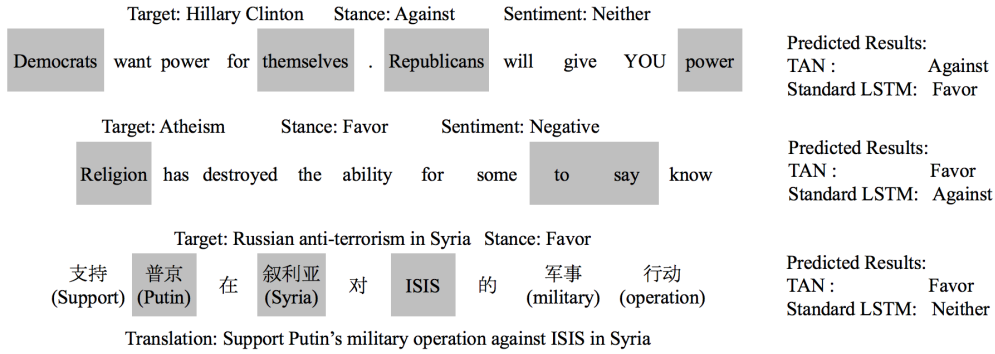 Target: Hillary Clinton Stance: Against Sentiment: Neither
Democrats want power for themselves . Republicans will give YOU power
Predicted Results:
TAN : Against
Standard LSTM: Favor
Target: Atheism Stance: Favor Sentiment: Negative
Religion has destroyed the ability for some to say know
Predicted Results:
TAN : Favor
Standard LSTM: Against
Target: Russian anti-terrorism in Syria Stance: Favor
支持 普京 在 叙利亚 对 ISIS 的 军事 行动
(Support) (Putin) (Syria) (military) (operation)
Translation: Support Putin’s military operation against ISIS in Syria
Predicted Results:
TAN : Favor
Standard LSTM: Neither